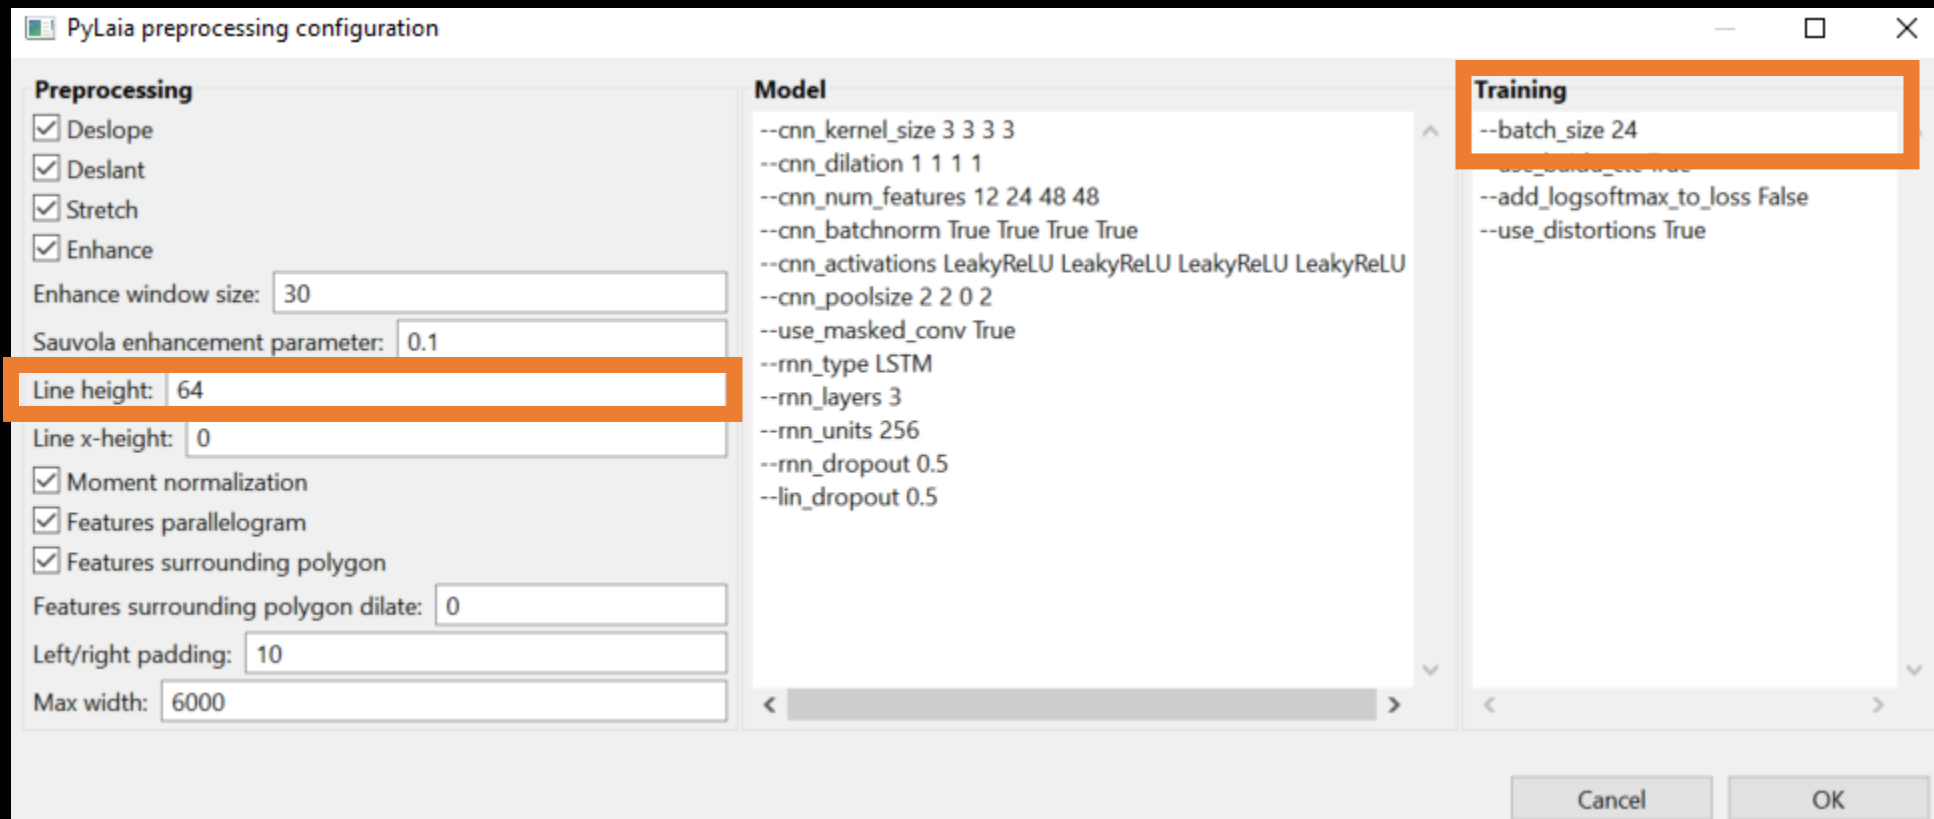 PyLaia preprocessing configuration
Preprocessing
Deslope
Deslant
Stretch
Enhance
Enhance window size: 30
Sauvola enhancement parameter: 0.1
Line height: 64
Line x-height: 0
Moment normalization
Features parallelogram
Features surrounding polygon
Features surrounding polygon dilate: 0
Left/right padding: 10
Max width: 6000
Model
--cnn_kernel_size 3 3 3 3
--cnn_dilation 1 1 1 1
--cnn_num_features 12 24 48 48
--cnn_batchnorm True True True True
--cnn_activations LeakyReLU LeakyReLU LeakyReLU LeakyReLU
--cnn_poolsize 2 2 0 2
--use_masked_conv True
--rnn_type LSTM
--rnn_layers 3
--rnn_units 256
--rnn_dropout 0.5
--lin_dropout 0.5
Training
--batch_size 24
--add_logsoftmax_to_loss False
--use_distortions True
Cancel
OK